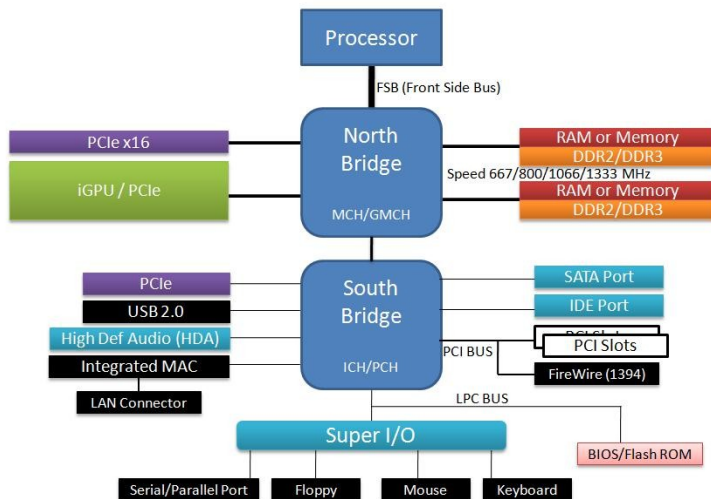 Processor
FSB (Front Side Bus)
North
Bridge
MCH/GMCH
PCIe x16
iGPU / PCIe
RAM or Memory
DDR2/DDR3
Speed 667/800/1066/1333 MHz
RAM or Memory
DDR2/DDR3
South
Bridge
ICH/PCH
PCIe
USB 2.0
High Def Audio (HDA)
Integrated MAC
LAN Connector
SATA Port
IDE Port
PCI Slots
PCI Slots
PCI BUS
FireWire (1394)
LPC BUS
Super I/O
BIOS/Flash ROM
Serial/Parallel Port
Floppy
Mouse
Keyboard